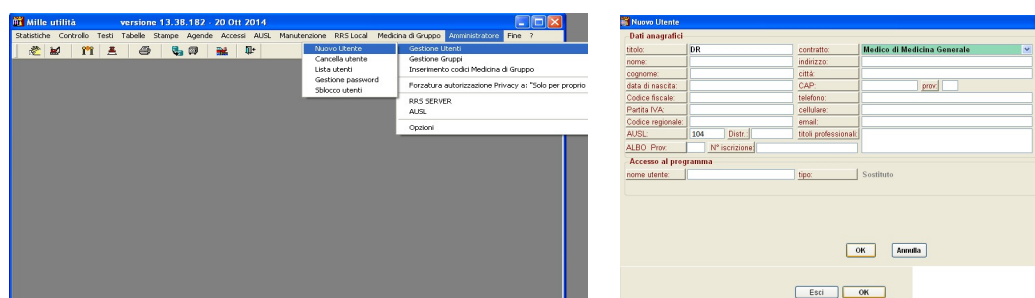 Mille utilità versione 13.38.182 - 20 Ott 2014
Statistiche Controllo Testi Tabelle Stampe Agende Accessi AUSL Manutenzione RRS Local Medicina di Gruppo Amministratore Fine ?
Nuovo Utente
Cancella utente
Lista utenti
Gestione password
Sblocco utenti
Gestione Utenti
Gestione Gruppi
Inserimento codici Medicina di Gruppo
Forzatura autorizzazione Privacy a: "Solo per proprio
RRS SERVER
AUSL
Opzioni
Nuovo Utente
Dati anagrafici
titolo: DR contratto: Medico di Medicina Generale
nome: indirizzo:
cognome: città:
data di nascita: CAP: prov:
Codice fiscale: telefono:
Partita IVA: cellulare:
Codice regionale: email:
AUSL: 104 Distr.: titoli professionali:
ALBO Prov: N° iscrizione:
Accesso al programma
nome utente: tipo: Sostituto
OK Annulla
Esci OK